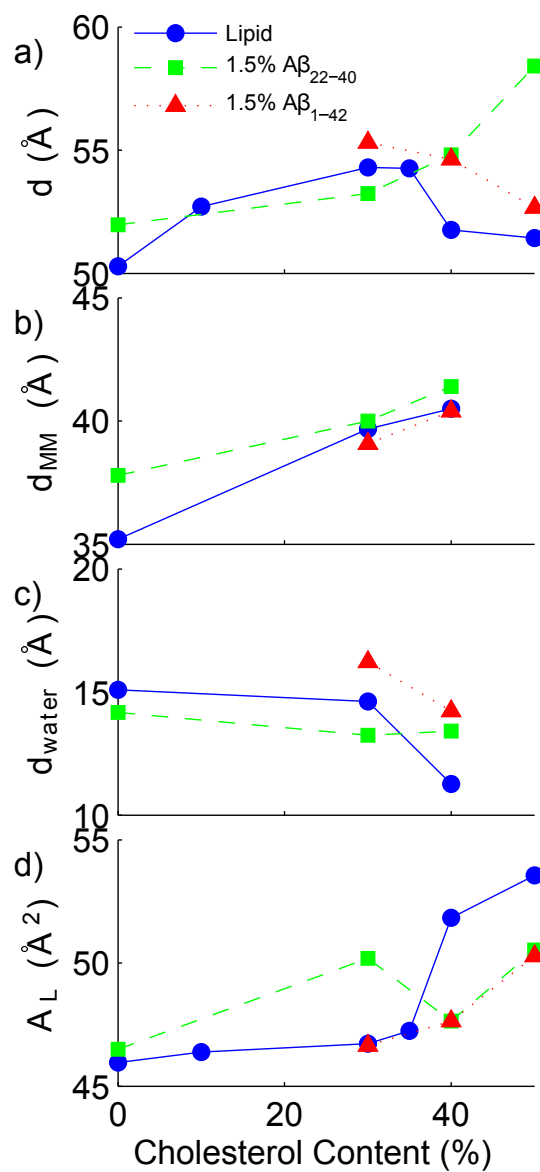 60
Lipid
a)
1.5% Aβ22–40
1.5% Aβ1–42
d (Å)
55
50
45
b)
dMM (Å)
40
35
20
c)
dwater (Å)
15
10
55
d)
AL (Å2)
50
45
0 20 40
Cholesterol Content (%)